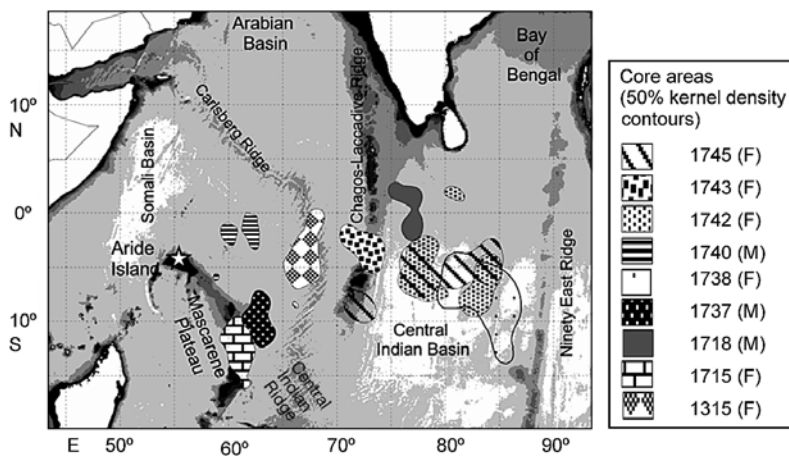 Arabian
Basin
Bay
of
Bengal
10º
N
Carlsberg Ridge
Chagos-Laccadive Ridge
Somali Basin
0º
Aride
Island
Mascarene
Plateau
10º
S
Central
Indian Basin
Ninety East Ridge
Central
Indian
Ridge
E
50º
60º
70º
80º
90º
Core areas
(50% kernel density
contours)
1745 (F)
1743 (F)
1742 (F)
1740 (M)
1738 (F)
1737 (M)
1718 (M)
1715 (F)
1315 (F)